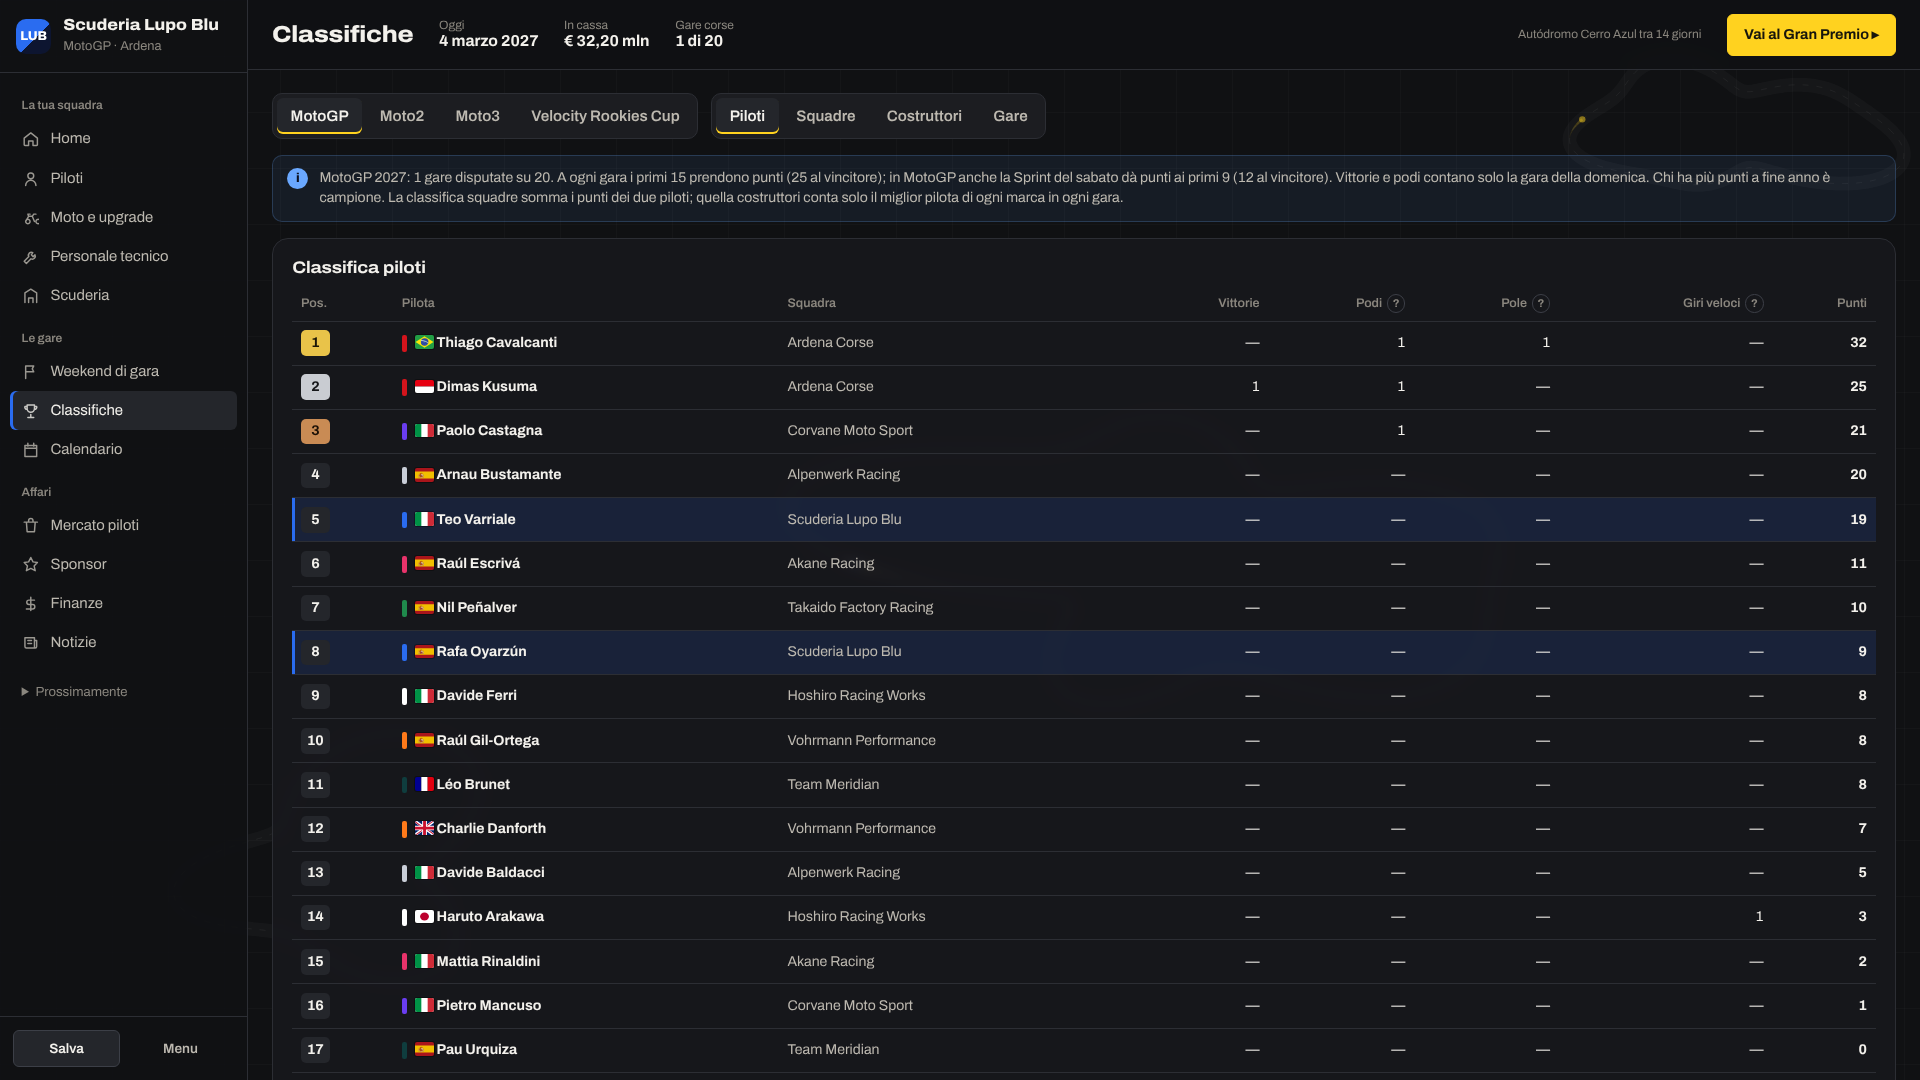 LUB
Scuderia Lupo Blu
MotoGP · Ardena
La tua squadra
Home
Piloti
Moto e upgrade
Personale tecnico
Scuderia
Le gare
Weekend di gara
Classifiche
Calendario
Affari
Mercato piloti
Sponsor
Finanze
Notizie
Prossimamente
Salva Menu
Classifiche
Oggi
4 marzo 2027
In cassa
€ 32,20 mln
Gare corse
1 di 20
Autódromo Cerro Azul tra 14 giorni
Vai al Gran Premio ▸
MotoGP Moto2 Moto3 Velocity Rookies Cup
Piloti Squadre Costruttori Gare
MotoGP 2027: 1 gare disputate su 20. A ogni gara i primi 15 prendono punti (25 al vincitore); in MotoGP anche la Sprint del sabato dà punti ai primi 9 (12 al vincitore). Vittorie e podi contano solo la gara della domenica. Chi ha più punti a fine anno è
campione. La classifica squadre somma i punti dei due piloti; quella costruttori conta solo il miglior pilota di ogni marca in ogni gara.
Classifica piloti
Pos. Pilota Squadra Vittorie Podi ? Pole ? Giri veloci ? Punti
1 Thiago Cavalcanti Ardena Corse — 1 1 — 32
2 Dimas Kusuma Ardena Corse 1 1 — — 25
3 Paolo Castagna Corvane Moto Sport — 1 — — 21
4 Arnau Bustamante Alpenwerk Racing — — — — 20
5 Teo Varriale Scuderia Lupo Blu — — — — 19
6 Raúl Escrivá Akane Racing — — — — 11
7 Nil Peñalver Takaido Factory Racing — — — — 10
8 Rafa Oyarzún Scuderia Lupo Blu — — — — 9
9 Davide Ferri Hoshiro Racing Works — — — — 8
10 Raúl Gil-Ortega Vohrmann Performance — — — — 8
11 Léo Brunet Team Meridian — — — — 8
12 Charlie Danforth Vohrmann Performance — — — — 7
13 Davide Baldacci Alpenwerk Racing — — — — 5
14 Haruto Arakawa Hoshiro Racing Works — — — 1 3
15 Mattia Rinaldini Akane Racing — — — — 2
16 Pietro Mancuso Corvane Moto Sport — — — — 1
17 Pau Urquiza Team Meridian — — — — 0